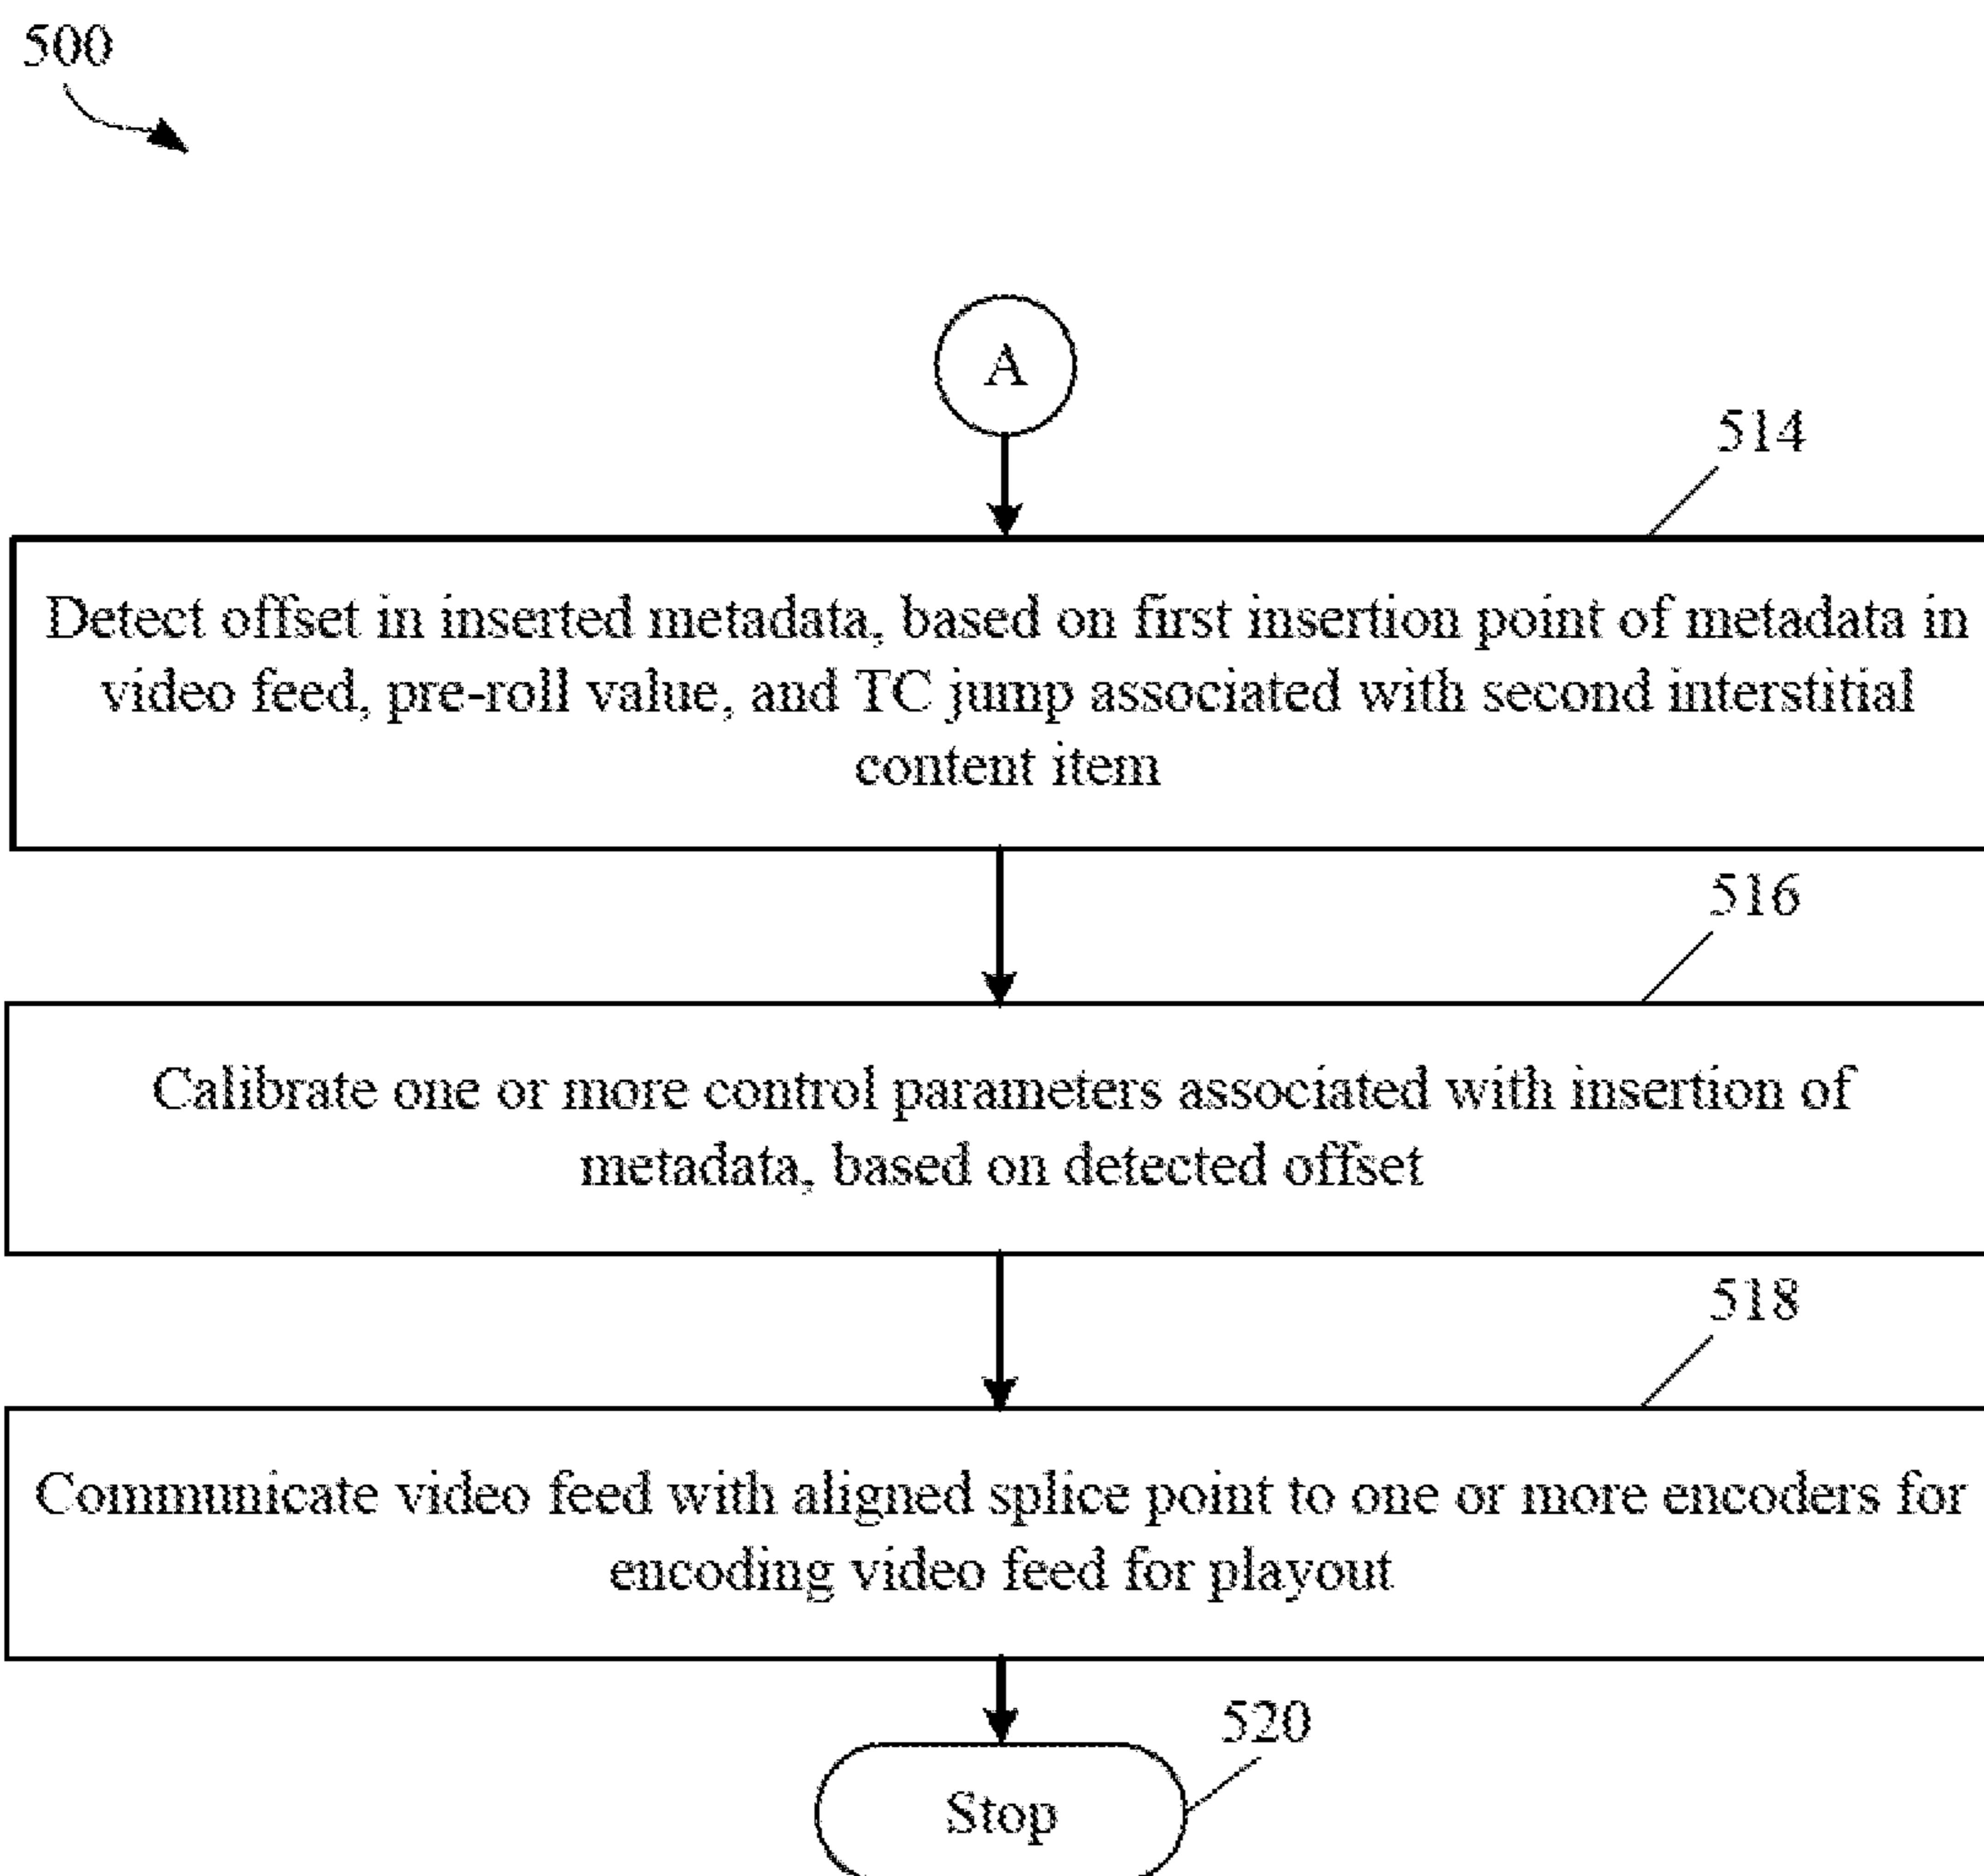 500
A
514
Detect offset in inserted metadata, based on first insertion point of metadata in
video feed, pre-roll value, and TC jump associated with second interstitial
content item
516
Calibrate one or more control parameters associated with insertion of
metadata, based on detected offset
518
Communicate video feed with aligned splice point to one or more encoders for
encoding video feed for playout
520
Stop